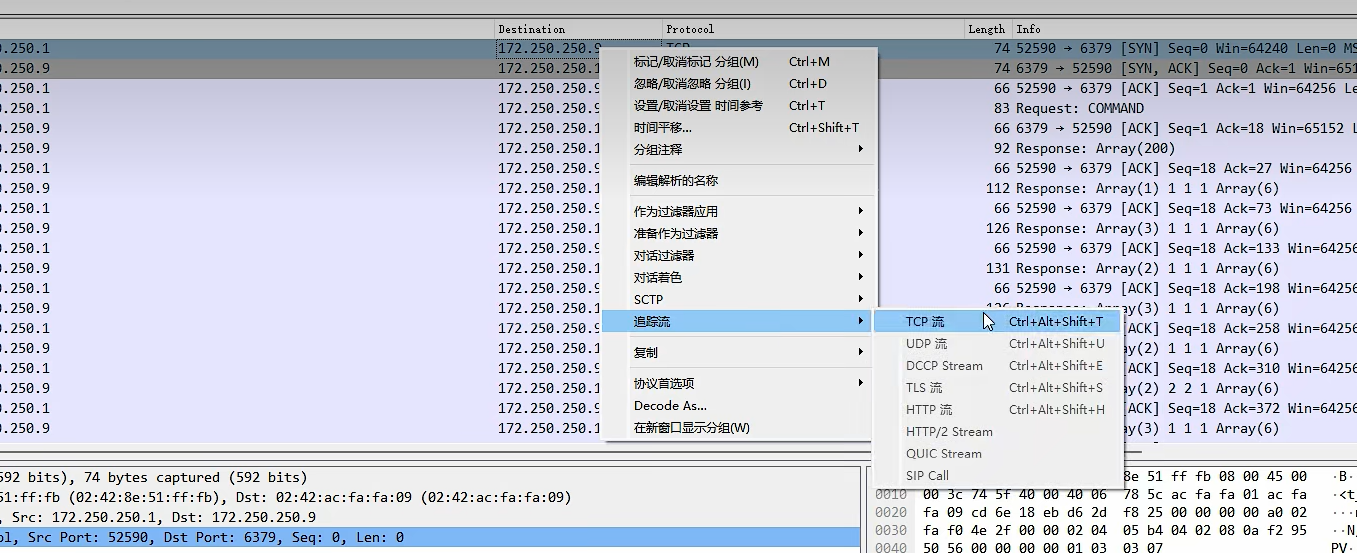 Destination Protocol Length Info
.250.1 172.250.250.9 TCP 74 52590 → 6379 [SYN] Seq=0 Win=64240 Len=0 MS
.250.9 172.250.250.1 74 6379 → 52590 [SYN, ACK] Seq=0 Ack=1 Win=651
.250.1 172.250.250.9 66 52590 → 6379 [ACK] Seq=1 Ack=1 Win=64256 Le
.250.1 172.250.250.9 83 Request: COMMAND
.250.9 172.250.250.1 66 6379 → 52590 [ACK] Seq=1 Ack=18 Win=65152 L
.250.9 172.250.250.1 92 Response: Array(200)
.250.1 172.250.250.9 66 52590 → 6379 [ACK] Seq=18 Ack=27 Win=64256
.250.9 172.250.250.1 112 Response: Array(1) 1 1 1 Array(6)
.250.1 172.250.250.9 66 52590 → 6379 [ACK] Seq=18 Ack=73 Win=64256
.250.9 172.250.250.1 126 Response: Array(3) 1 1 1 Array(6)
.250.1 172.250.250.9 66 52590 → 6379 [ACK] Seq=18 Ack=133 Win=64256
.250.9 172.250.250.1 131 Response: Array(2) 1 1 1 Array(6)
.250.1 172.250.250.9 66 52590 → 6379 [ACK] Seq=18 Ack=198 Win=64256
.250.9 172.250.250.1 126 Response: Array(3) 1 1 1 Array(6)
.250.1 172.250.250.9 [ACK] Seq=18 Ack=258 Win=64256
.250.9 172.250.250.1 y(2) 1 1 1 Array(6)
.250.1 172.250.250.9 [ACK] Seq=18 Ack=310 Win=64256
.250.9 172.250.250.1 y(2) 2 2 1 Array(6)
.250.1 172.250.250.9 [ACK] Seq=18 Ack=372 Win=64256
.250.9 172.250.250.1 y(3) 1 1 1 Array(6)
标记/取消标记 分组(M) Ctrl+M
忽略/取消忽略 分组(I) Ctrl+D
设置/取消设置 时间参考 Ctrl+T
时间平移... Ctrl+Shift+T
分组注释
编辑解析的名称
作为过滤器应用
准备作为过滤器
对话过滤器
对话着色
SCTP
追踪流
复制
协议首选项
Decode As...
在新窗口显示分组(W)
TCP 流 Ctrl+Alt+Shift+T
UDP 流 Ctrl+Alt+Shift+U
DCCP Stream Ctrl+Alt+Shift+E
TLS 流 Ctrl+Alt+Shift+S
HTTP 流 Ctrl+Alt+Shift+H
HTTP/2 Stream
QUIC Stream
SIP Call
592 bits), 74 bytes captured (592 bits)
51:ff:fb (02:42:8e:51:ff:fb), Dst: 02:42:ac:fa:fa:09 (02:42:ac:fa:fa:09)
, Src: 172.250.250.1, Dst: 172.250.250.9
ol, Src Port: 52590, Dst Port: 6379, Seq: 0, Len: 0
8e 51 ff fb 08 00 45 00 ·B·
0010 00 3c 74 5f 40 00 40 06 78 5c ac fa fa 01 ac fa ·<t_
0020 fa 09 cd 6e 18 eb d6 2d f8 25 00 00 00 00 a0 02
0030 fa f0 4e 2f 00 00 02 04 05 b4 04 02 08 0a f2 95 ··N/
0040 50 56 00 00 00 00 01 03 03 07 PV··